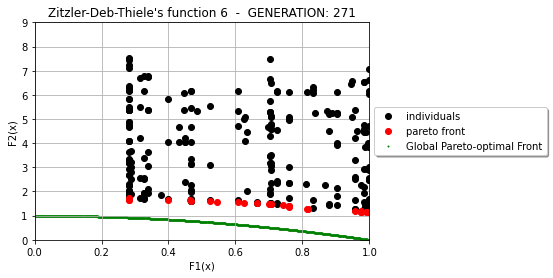 Zitzler-Deb-Thiele's function 6 - GENERATION: 271
9
8
7
6
5
4
3
2
1
0
F2(x)
0.0 0.2 0.4 0.6 0.8 1.0
F1(x)
individuals
pareto front
Global Pareto-optimal Front